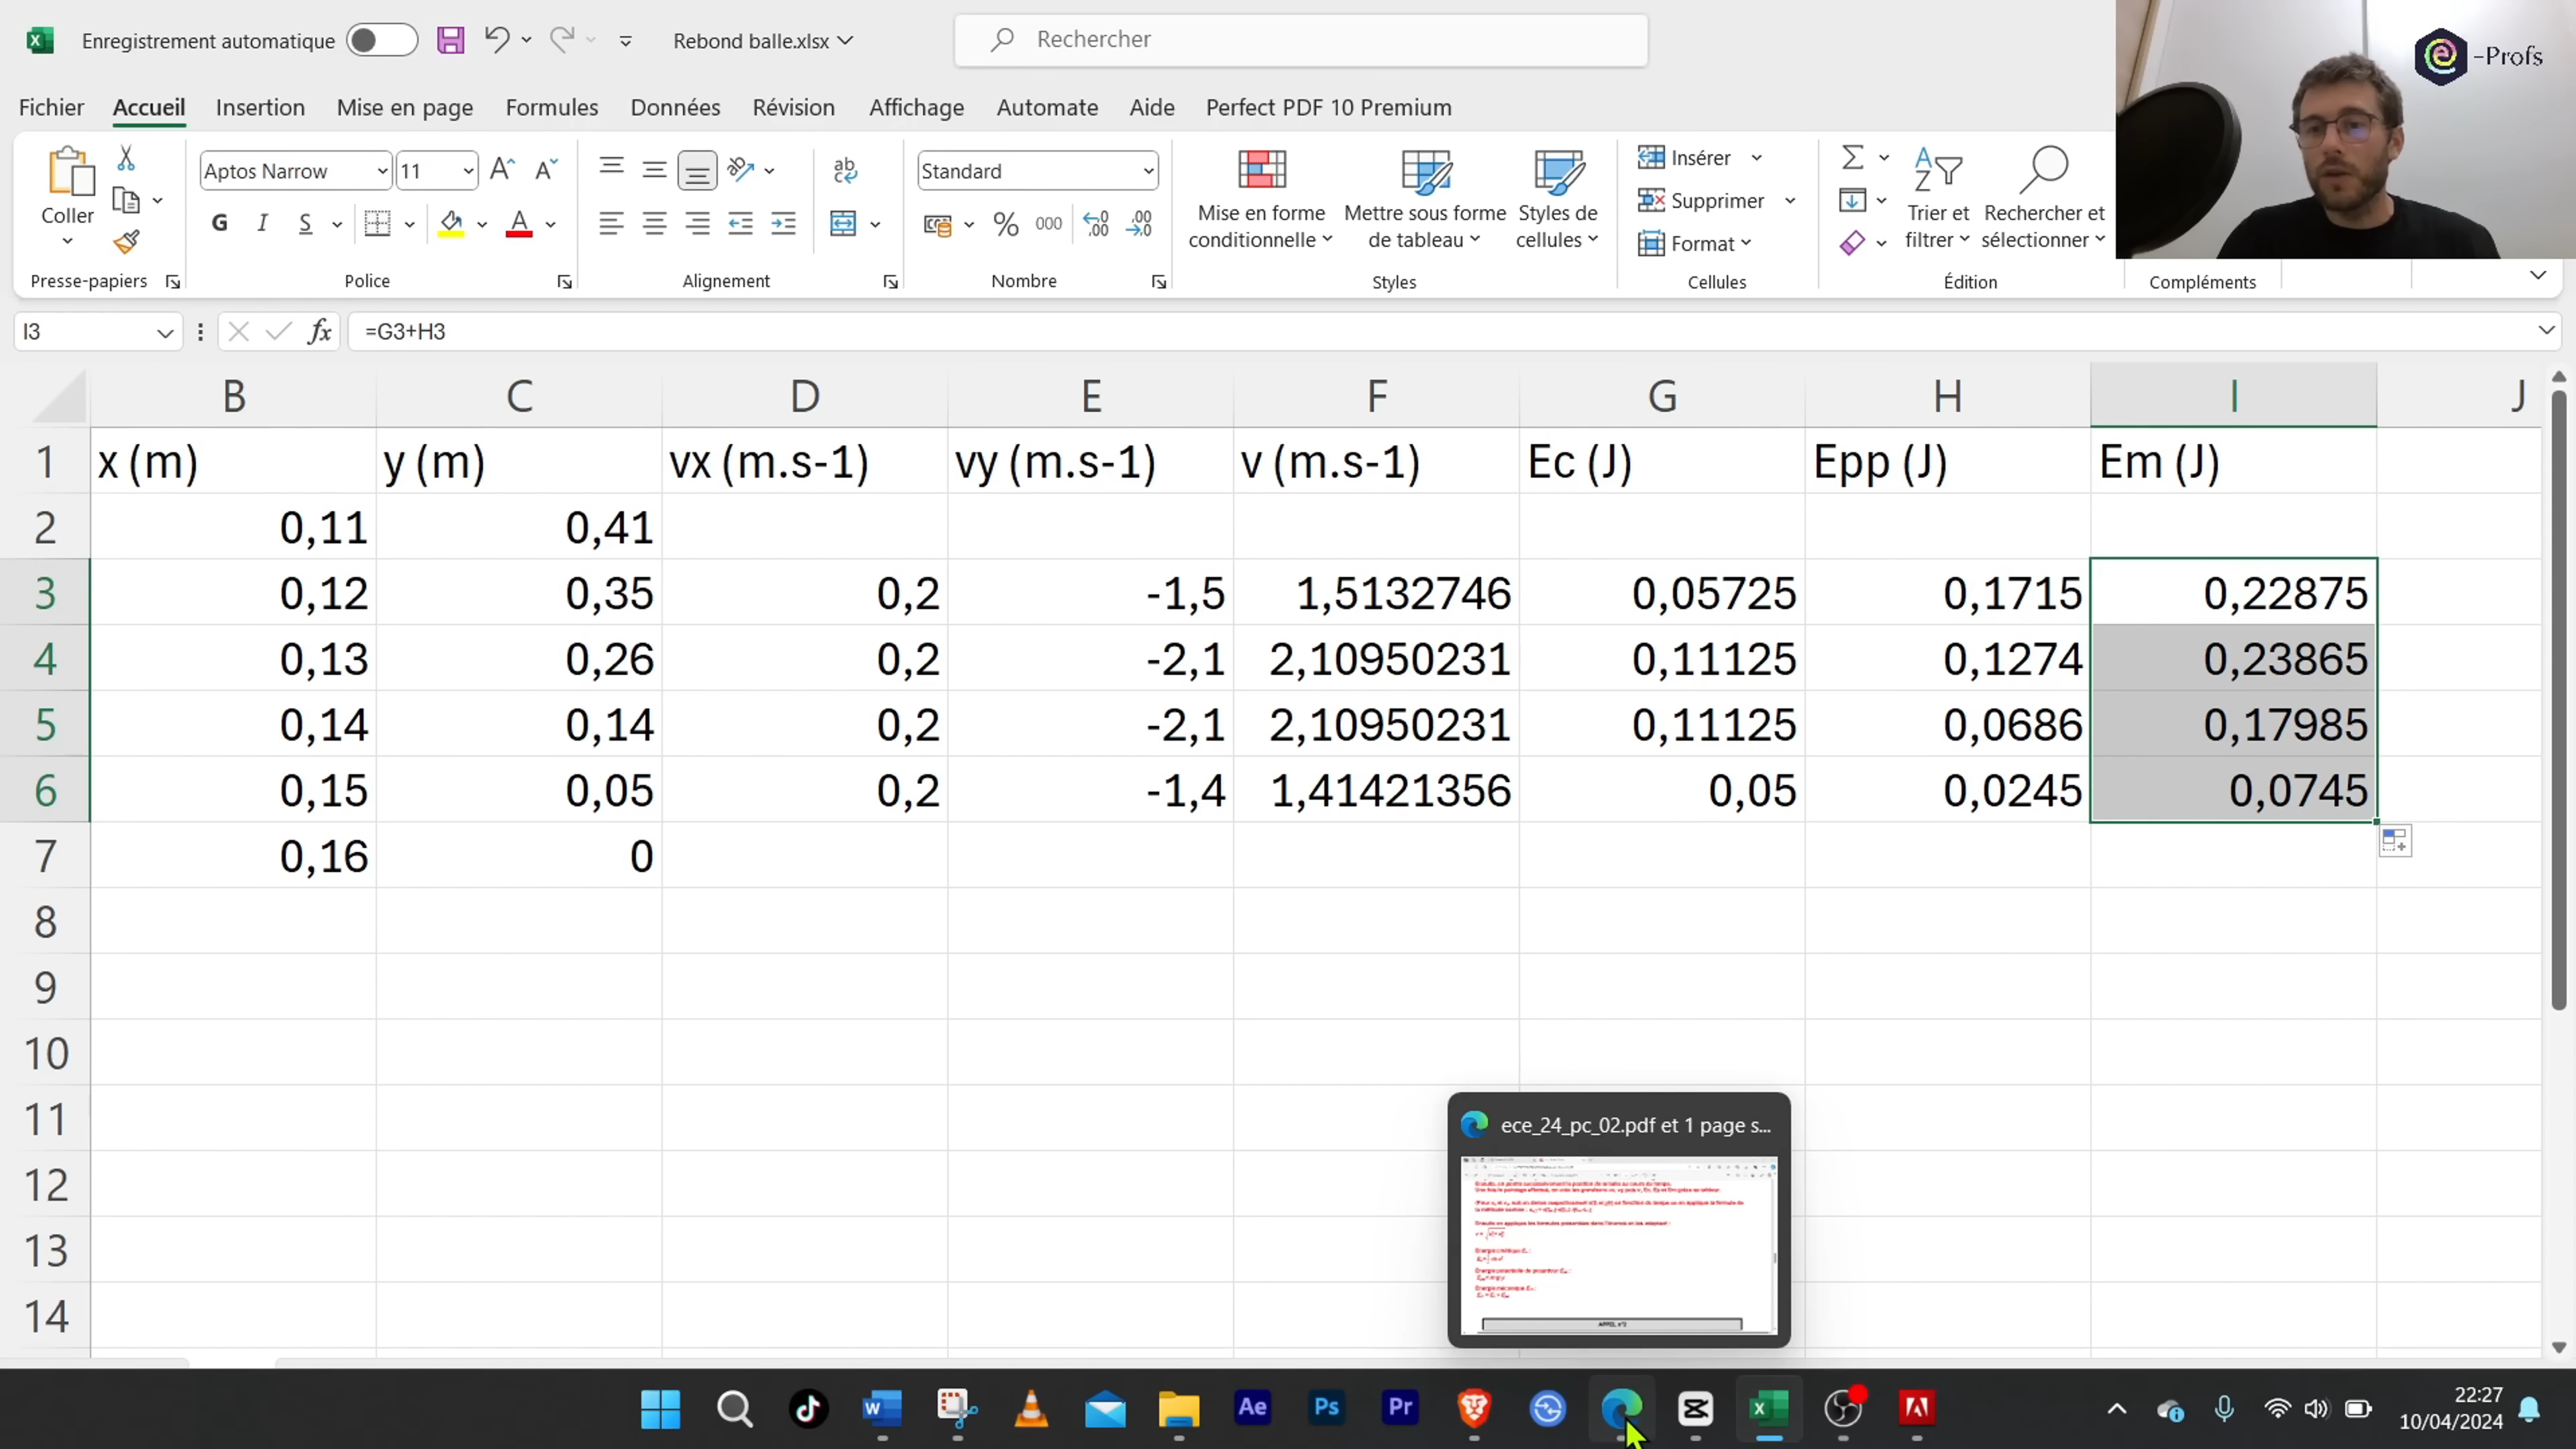 Enregistrement automatique
Rebond balle.xlsx
Rechercher
e -Profs
Fichier Accueil Insertion Mise en page Formules Données Révision Affichage Automate Aide Perfect PDF 10 Premium
Coller
Aptos Narrow 11
G I S
Standard
% 000
Mise en forme conditionnelle
Mettre sous forme de tableau
Styles de cellules
Insérer
Supprimer
Format
Trier et filtrer
Rechercher et sélectionner
Presse-papiers Police Alignement Nombre Styles Cellules Édition Compléments
I3 fx =G3+H3
B C D E F G H I J
1 x (m) y (m) vx (m.s-1) vy (m.s-1) v (m.s-1) Ec (J) Epp (J) Em (J)
2 0,11 0,41
3 0,12 0,35 0,2 -1,5 1,5132746 0,05725 0,1715 0,22875
4 0,13 0,26 0,2 -2,1 2,10950231 0,11125 0,1274 0,23865
5 0,14 0,14 0,2 -2,1 2,10950231 0,11125 0,0686 0,17985
6 0,15 0,05 0,2 -1,4 1,41421356 0,05 0,0245 0,0745
7 0,16 0
8
9
10
11
12
13
14
ece_24_pc_02.pdf et 1 page s...
APPEL n°2
Ae Ps Pr
22:27
10/04/2024